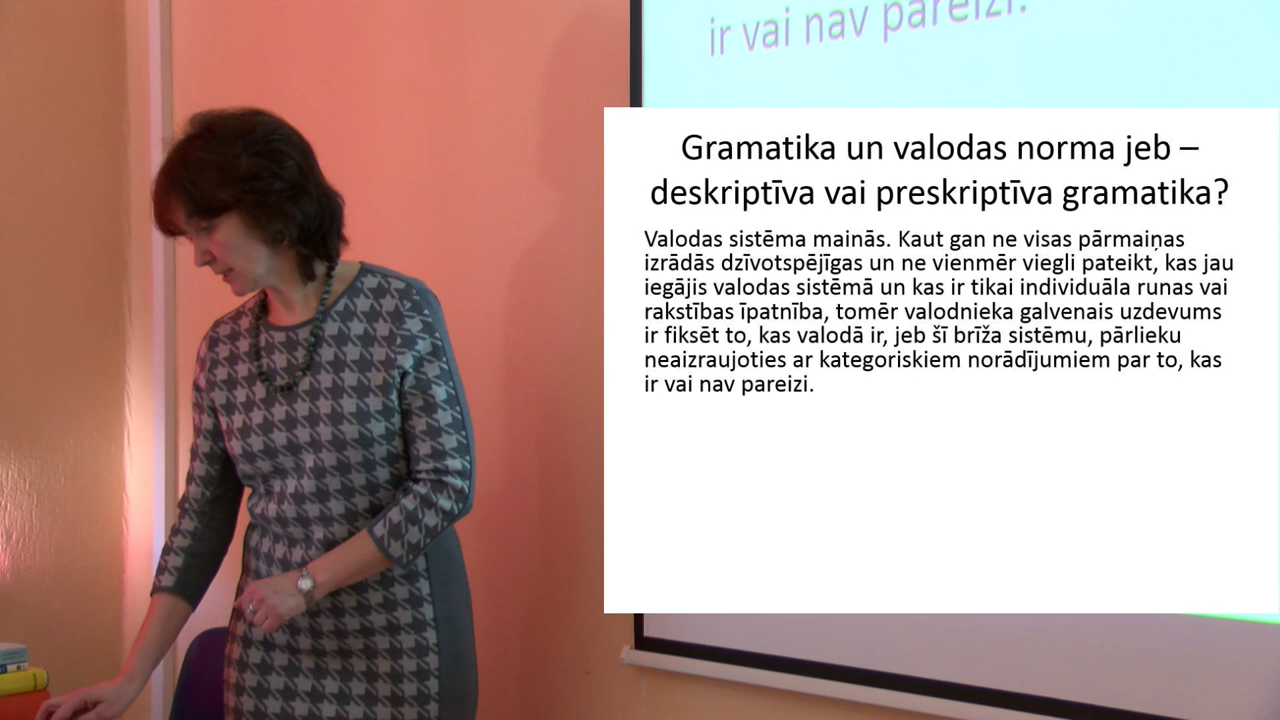 ir vai nav pareizi.
Gramatika un valodas norma jeb –
deskriptīva vai preskriptīva gramatika?
Valodas sistēma mainās. Kaut gan ne visas pārmaiņas
izrādās dzīvotspējīgas un ne vienmēr viegli pateikt, kas jau
iegājis valodas sistēmā un kas ir tikai individuāla runas vai
rakstības īpatnība, tomēr valodnieka galvenais uzdevums
ir fiksēt to, kas valodā ir, jeb šī brīža sistēmu, pārlieku
neaizraujoties ar kategoriskiem norādījumiem par to, kas
ir vai nav pareizi.